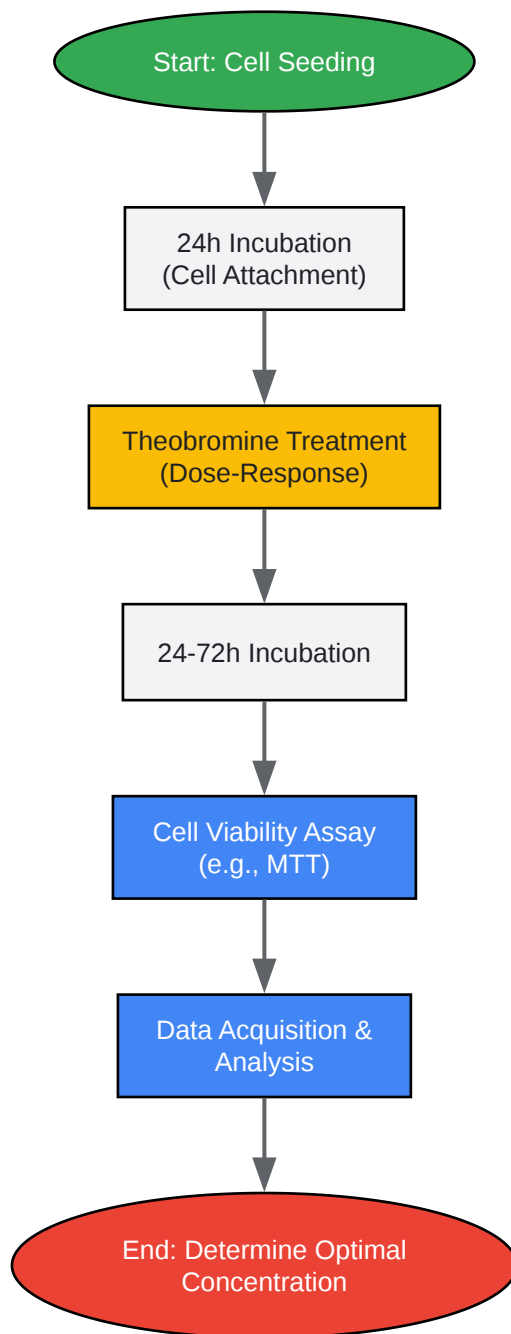 Start: Cell Seeding
24h Incubation
(Cell Attachment)
Theobromine Treatment
(Dose-Response)
24-72h Incubation
Cell Viability Assay
(e.g., MTT)
Data Acquisition &
Analysis
End: Determine Optimal
Concentration